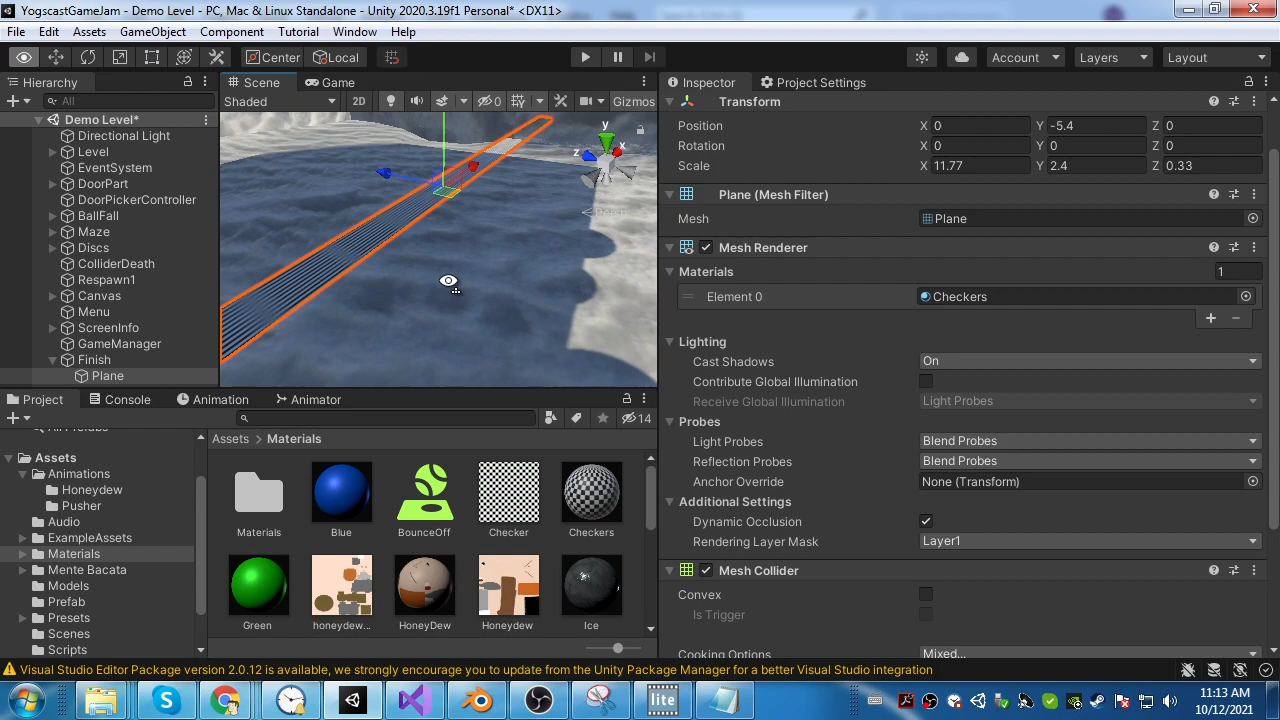 YogscastGameJam - Demo Level - PC, Mac & Linux Standalone - Unity 2020.3.19f1 Personal* <DX11>
File Edit Assets GameObject Component Tutorial Window Help
Center Local Account Layers Layout
Hierarchy
All
Demo Level*
Directional Light
Level
EventSystem
DoorPart
DoorPickerController
BallFall
Maze
Discs
ColliderDeath
Respawn1
Canvas
Menu
ScreenInfo
GameManager
Finish
Plane
Scene Game
Shaded 2D 0 Gizmos
y
z x
Persp
Inspector Project Settings
Transform
Position X 0 Y -5.4 Z 0
Rotation X 0 Y 0 Z 0
Scale X 11.77 Y 2.4 Z 0.33
Plane (Mesh Filter)
Mesh Plane
Mesh Renderer
Materials 1
Element 0 Checkers
Lighting
Cast Shadows On
Contribute Global Illumination
Receive Global Illumination Light Probes
Probes
Light Probes Blend Probes
Reflection Probes Blend Probes
Anchor Override None (Transform)
Additional Settings
Dynamic Occlusion
Rendering Layer Mask Layer1
Mesh Collider
Convex
Is Trigger
Cooking Options Mixed...
Project Console Animation Animator
14
All Prefabs
Assets
Animations
Honeydew
Pusher
Audio
ExampleAssets
Materials
Mente Bacata
Models
Prefab
Presets
Scenes
Scripts
Assets > Materials
Materials Blue BounceOff Checker Checkers
Green honeydew... HoneyDew Honeydew Ice
Visual Studio Editor Package version 2.0.12 is available, we strongly encourage you to update from the Unity Package Manager for a better Visual Studio integration
lite
11:13 AM
10/12/2021